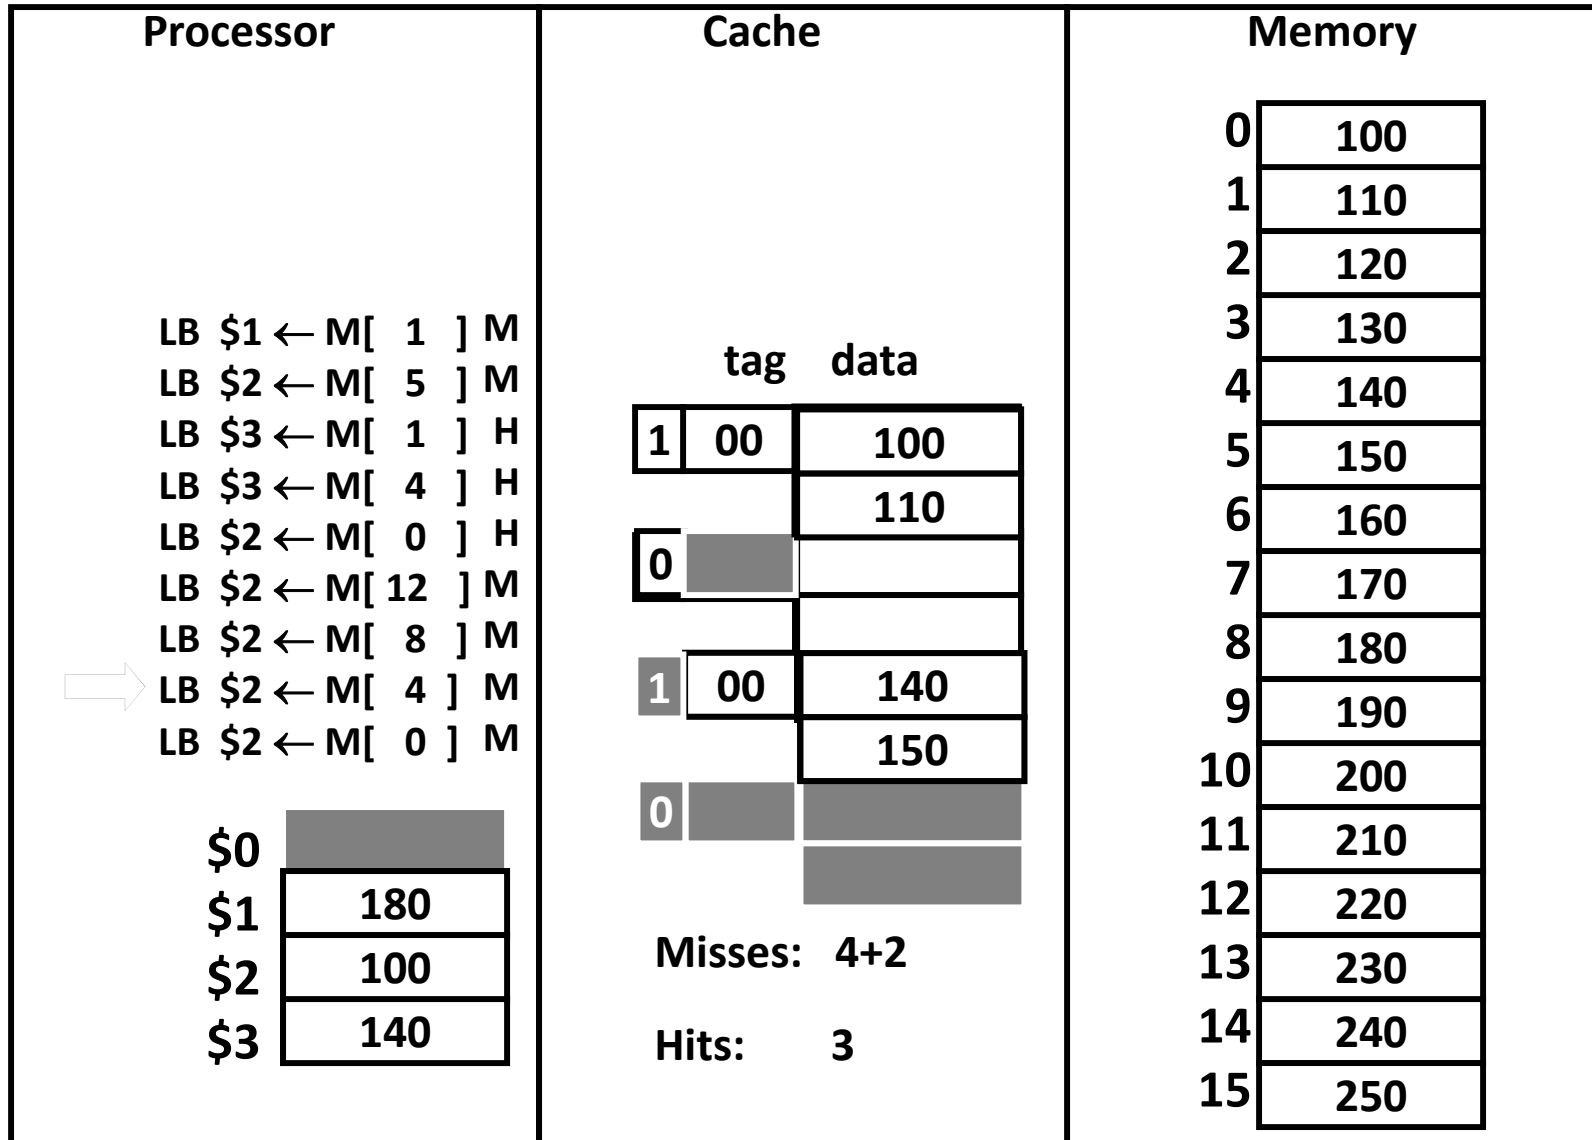 Processor
LB $1 ← M[ 1 ] M
LB $2 ← M[ 5 ] M
LB $3 ← M[ 1 ] H
LB $3 ← M[ 4 ] H
LB $2 ← M[ 0 ] H
LB $2 ← M[ 12 ] M
LB $2 ← M[ 8 ] M
LB $2 ← M[ 4 ] M
LB $2 ← M[ 0 ] M
$0
$1 180
$2 100
$3 140
Cache
tag data
1 00 100
110
0
1 00 140
150
0
Misses: 4+2
Hits: 3
Memory
0 100
1 110
2 120
3 130
4 140
5 150
6 160
7 170
8 180
9 190
10 200
11 210
12 220
13 230
14 240
15 250